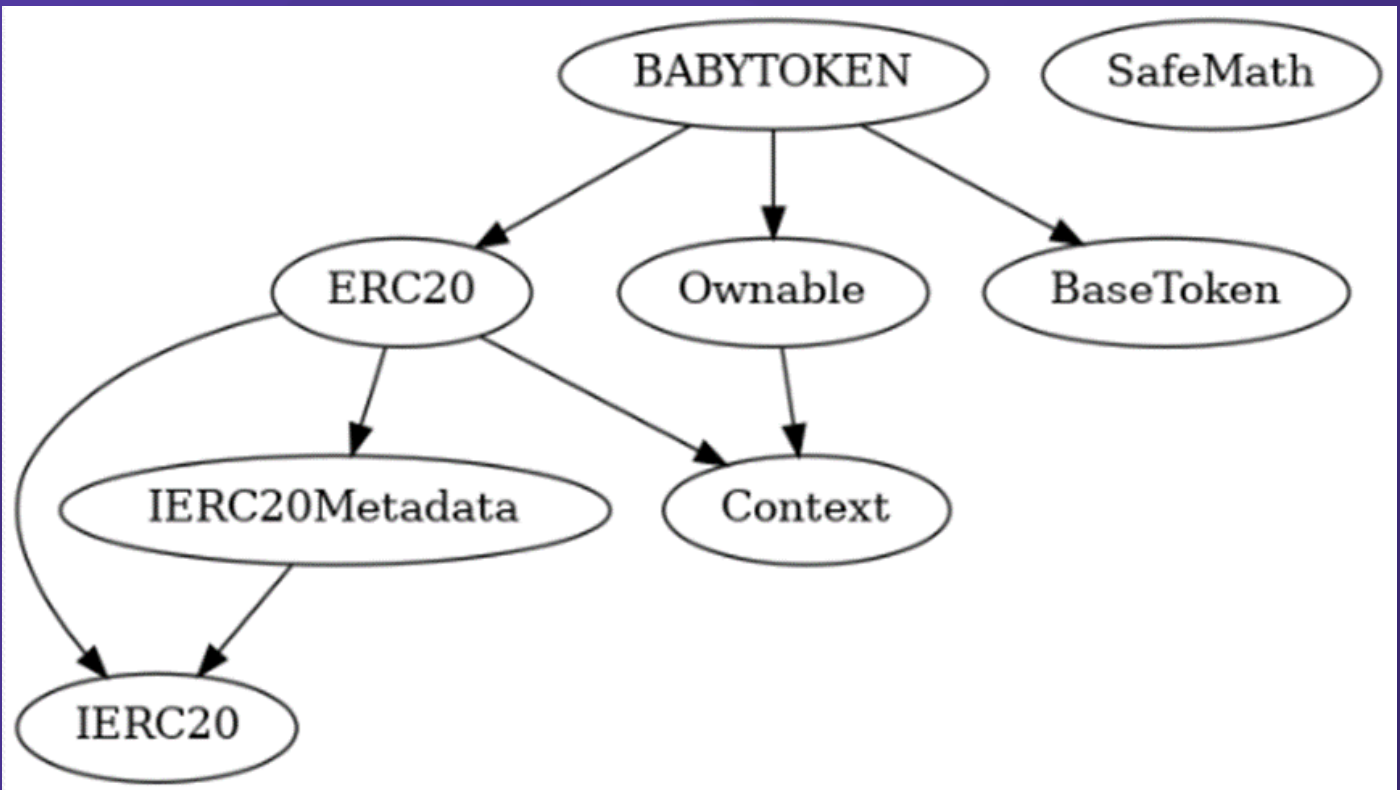 BABYTOKEN
SafeMath
ERC20
Ownable
BaseToken
IERC20Metadata
Context
IERC20